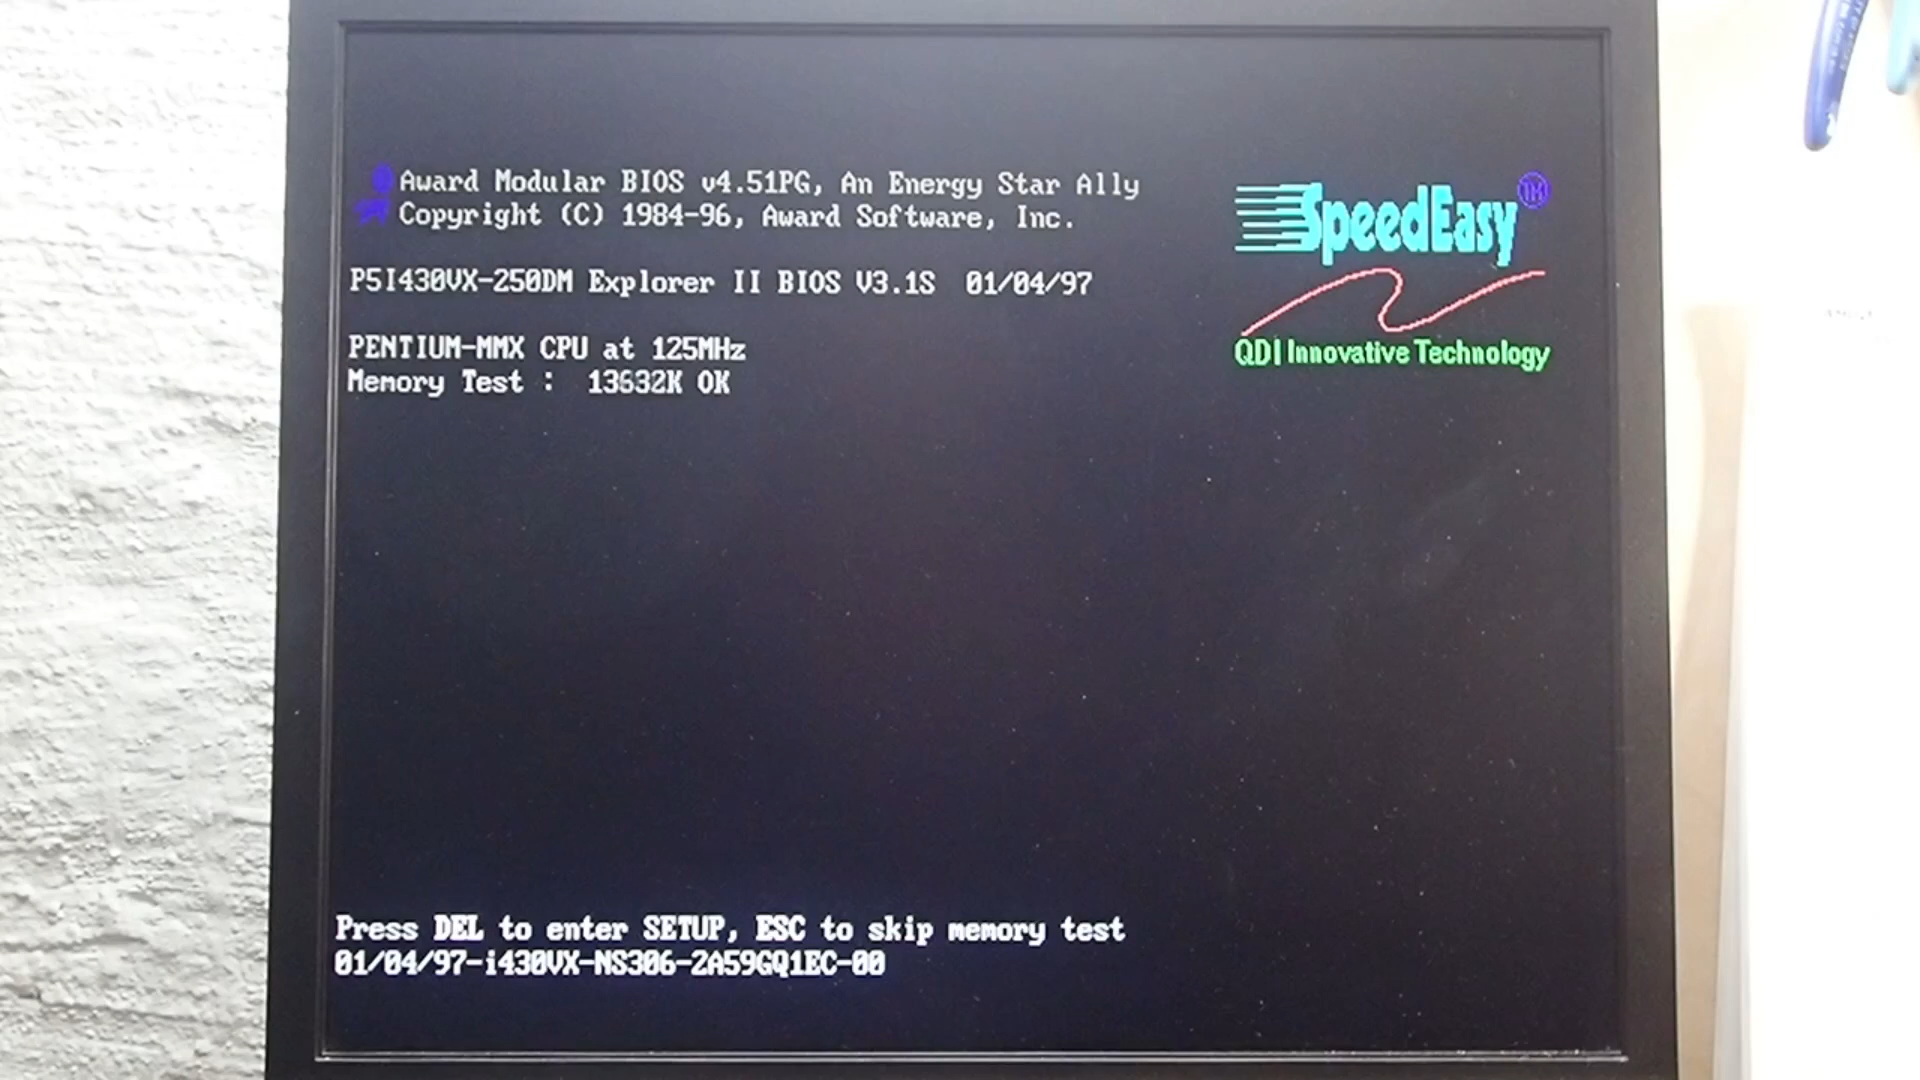 Award Modular BIOS v4.51PG, An Energy Star Ally
Copyright (C) 1984-96, Award Software, Inc.
SpeedEasy
QDI Innovative Technology
P5I430VX-250DM Explorer II BIOS V3.1S 01/04/97
PENTIUM-MMX CPU at 125MHz
Memory Test : 13632K OK
Press DEL to enter SETUP, ESC to skip memory test
01/04/97-i430VX-NS306-2A59GQ1EC-00